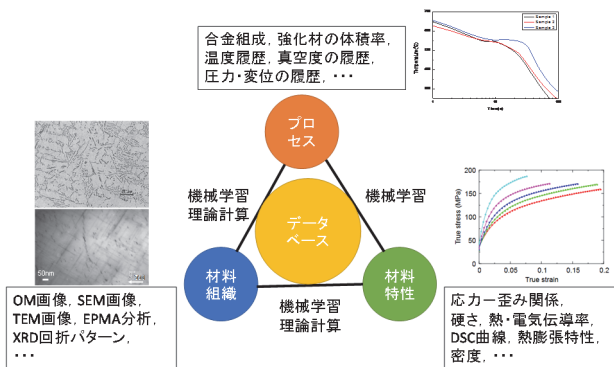 合金組成, 強化材の体積率,
温度履歴, 真空度の履歴,
圧力・変位の履歴, ・・・
Sample 1
Sample 2
Sample 3
Temperature(℃)
Time(s)
プロ
セス
機械学習
理論計算
機械学習
データ
ベース
材料
組織
材料
特性
機械学習
理論計算
50nm
OM画像, SEM画像,
TEM画像, EPMA分析,
XRD回折パターン,
・・・
200
150
100
50
0
True stress (MPa)
0
0.05
0.1
0.15
0.2
True strain
応力ー歪み関係,
硬さ, 熱・電気伝導率,
DSC曲線, 熱膨張特性,
密度, ・・・